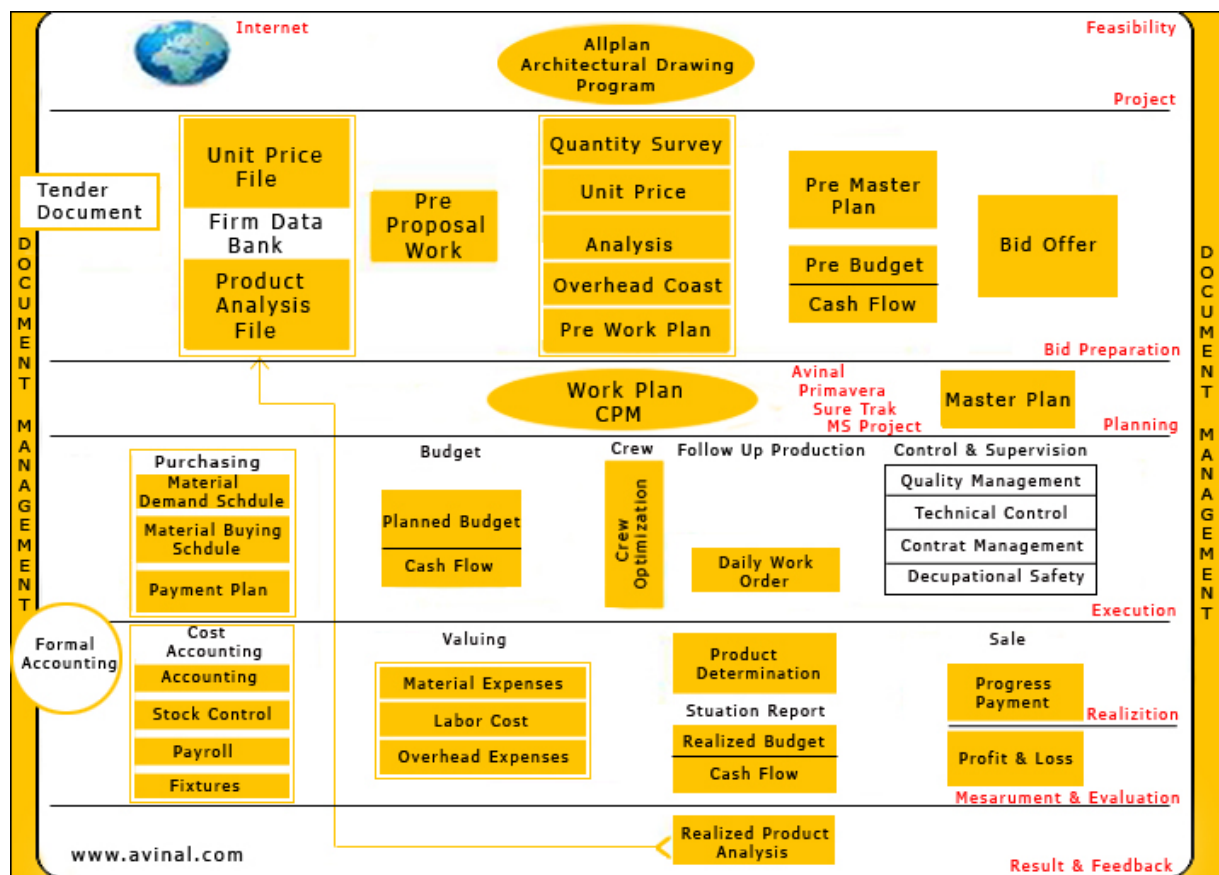 Internet
Feasibility
Allplan
Architectural Drawing
Program
Project
Tender
Document
Unit Price
File
Firm Data
Bank
Product
Analysis
File
Pre
Proposal
Work
Quantity Survey
Unit Price
Analysis
Overhead Coast
Pre Work Plan
Pre Master
Plan
Pre Budget
Cash Flow
Bid Offer
Bid Preparation
Work Plan
CPM
Avinal
Primavera
Sure Trak
MS Project
Master Plan
Planning
Purchasing
Material
Demand Schdule
Material Buying
Schdule
Payment Plan
Budget
Planned Budget
Cash Flow
Crew
Crew
Optimization
Follow Up Production
Daily Work
Order
Control & Supervision
Quality Management
Technical Control
Contrat Management
Decupational Safety
Execution
Formal
Accounting
Cost
Accounting
Accounting
Stock Control
Payroll
Fixtures
Valuing
Material Expenses
Labor Cost
Overhead Expenses
Product
Determination
Stuation Report
Realized Budget
Cash Flow
Sale
Progress
Payment
Realizition
Profit & Loss
Mesarument & Evaluation
www.avinal.com
Realized Product
Analysis
Result & Feedback
DOCUMENT MANAGEMENT
DOCUMENT MANAGEMENT